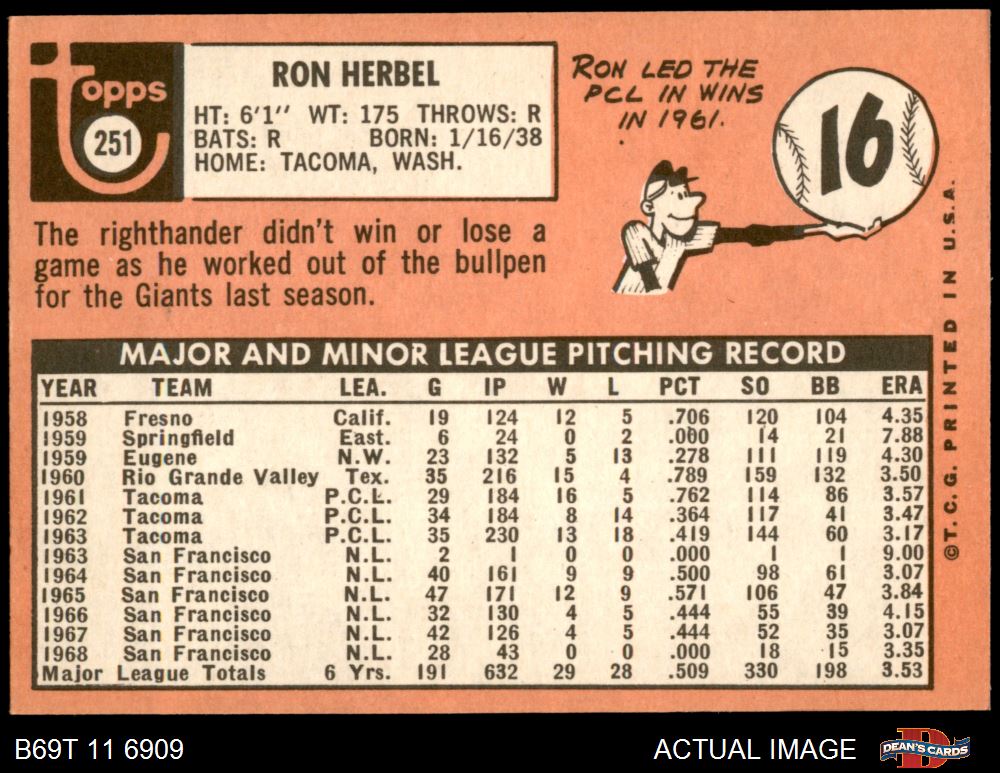 Topps
251
RON HERBEL
HT: 6'1" WT: 175 THROWS: R
BATS: R BORN: 1/16/38
HOME: TACOMA, WASH.
RON LED THE
PCL IN WINS
IN 1961.
16
The righthander didn't win or lose a
game as he worked out of the bullpen
for the Giants last season.
MAJOR AND MINOR LEAGUE PITCHING RECORD
YEAR TEAM LEA. G IP W L PCT SO BB ERA
1958 Fresno Calif. 19 124 12 5 .706 120 104 4.35
1959 Springfield East. 6 24 0 2 .000 14 21 7.88
1959 Eugene N.W. 23 132 5 13 .278 111 119 4.30
1960 Rio Grande Valley Tex. 35 216 15 4 .789 159 132 3.50
1961 Tacoma P.C.L. 29 184 16 5 .762 114 86 3.57
1962 Tacoma P.C.L. 34 184 8 14 .364 117 41 3.47
1963 Tacoma P.C.L. 35 230 13 18 .419 144 60 3.17
1963 San Francisco N.L. 2 1 0 0 .000 1 1 9.00
1964 San Francisco N.L. 40 161 9 9 .500 98 61 3.07
1965 San Francisco N.L. 47 171 12 9 .571 106 47 3.84
1966 San Francisco N.L. 32 130 4 5 .444 55 39 4.15
1967 San Francisco N.L. 42 126 4 5 .444 52 35 3.07
1968 San Francisco N.L. 28 43 0 0 .000 18 15 3.35
Major League Totals 6 Yrs. 191 632 29 28 .509 330 198 3.53
©T.C.G. PRINTED IN U.S.A.
B69T 11 6909
ACTUAL IMAGE
DEAN'S CARDS